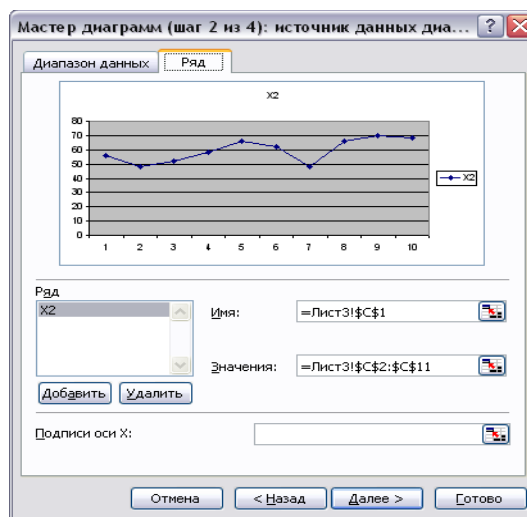 Мастер диаграмм (шаг 2 из 4): источник данных диа...
Диапазон данных Ряд
X2
80
70
60
50
40
30
20
10
0
1 2 3 4 5 6 7 8 9 10
X2
Ряд
X2
Имя: =Лист3!$C$1
Значения: =Лист3!$C$2:$C$11
Добавить Удалить
Подписи оси X:
Отмена < Назад Далее > Готово